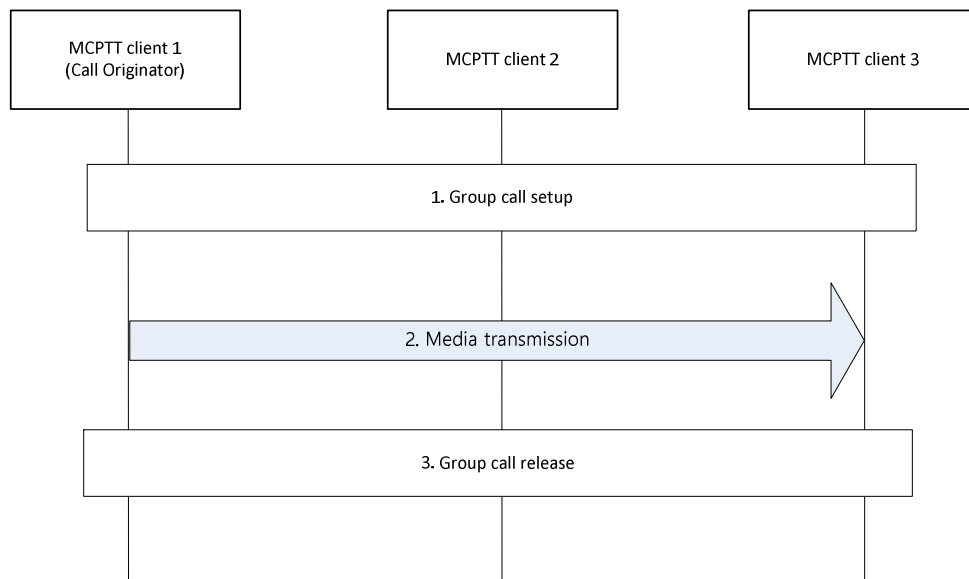 MCPTT client 1
(Call Originator)
MCPTT client 2
MCPTT client 3
1. Group call setup
2. Media transmission
3. Group call release